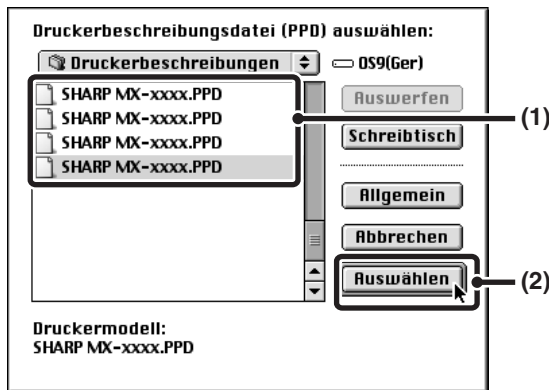 Druckerbeschreibungsdatei (PPD) auswählen:
Druckerbeschreibungen
OS9(Ger)
SHARP MX-xxxx.PPD
SHARP MX-xxxx.PPD
SHARP MX-xxxx.PPD
SHARP MX-xxxx.PPD
Auswerfen
(1)
Schreibtisch
Allgemein
Abbrechen
Auswählen
(2)
Druckermodell:
SHARP MX-xxxx.PPD